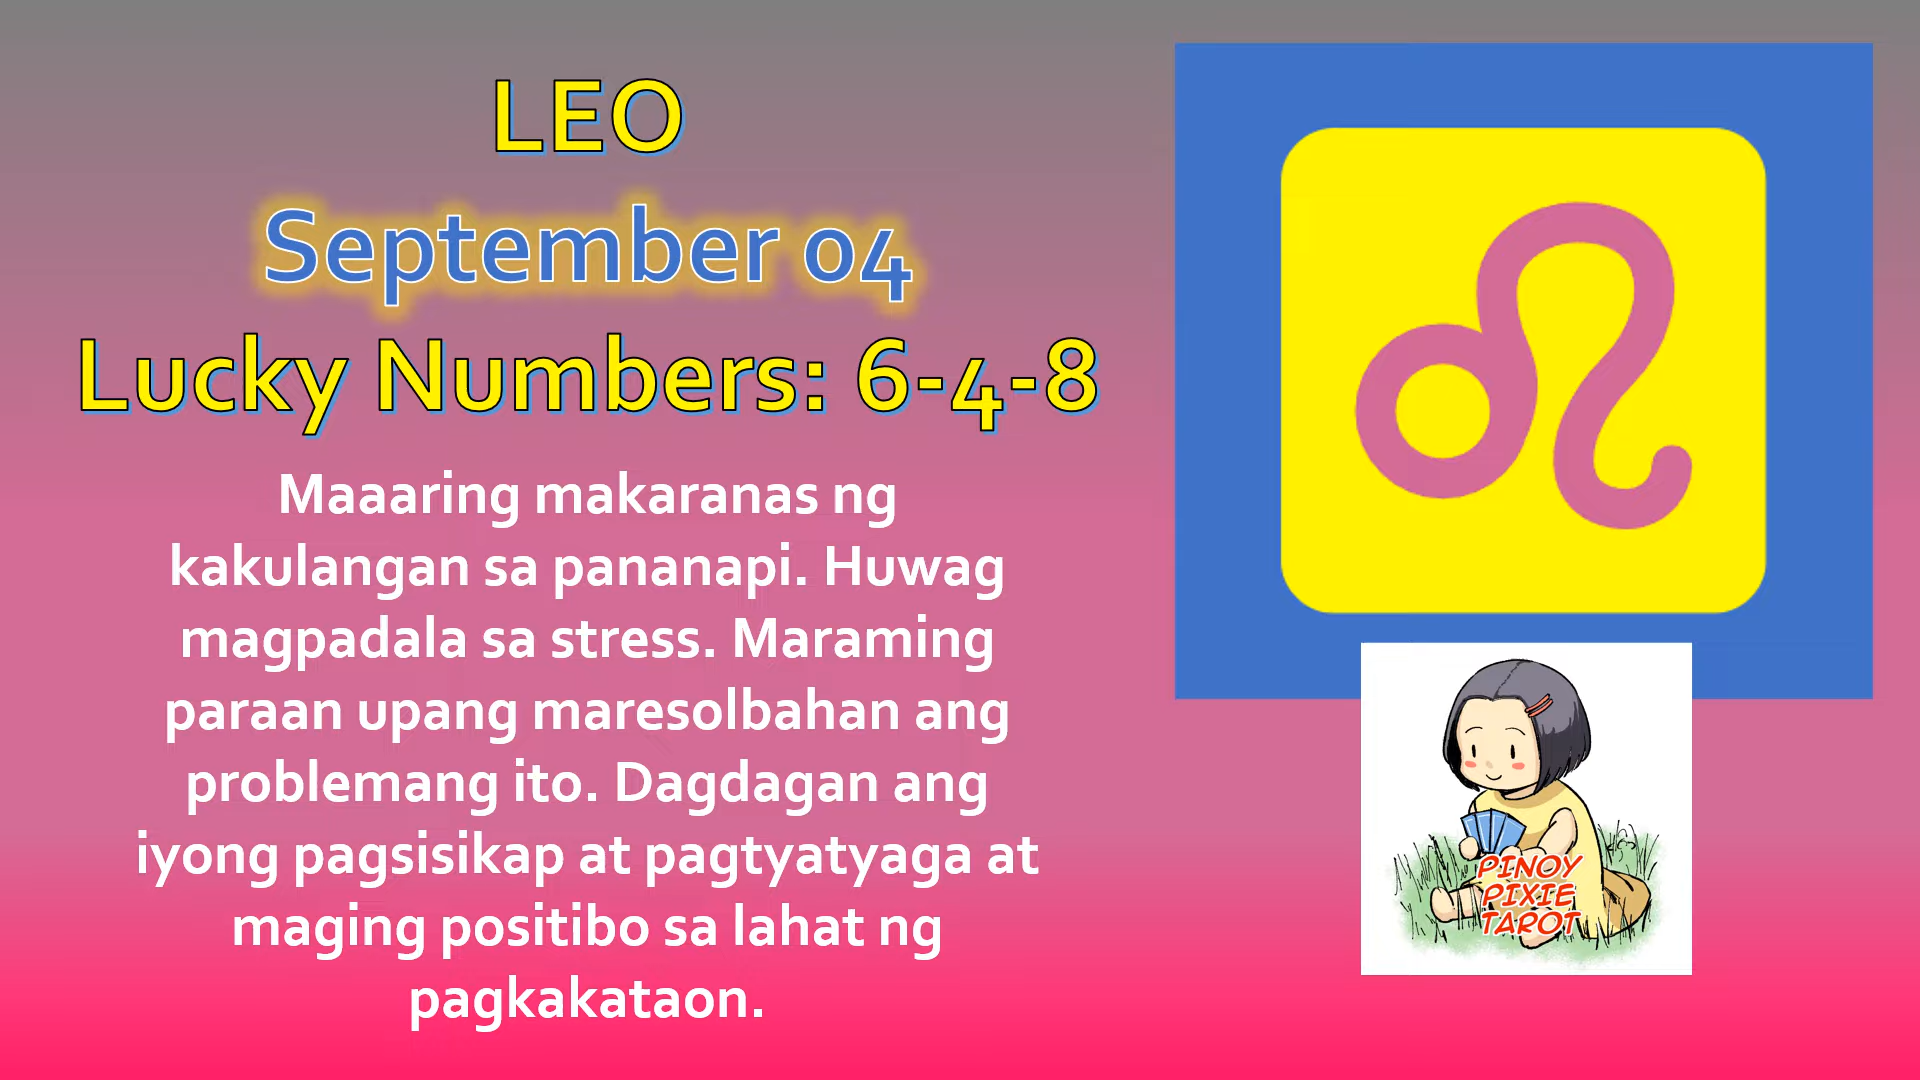 LEO
September 04
Lucky Numbers: 6-4-8
Maaaring makaranas ng
kakulangan sa pananapi. Huwag
magpadala sa stress. Maraming
paraan upang maresolbahan ang
problemang ito. Dagdagan ang
iyong pagsisikap at pagtyatyaga at
maging positibo sa lahat ng
pagkakataon.
PINOY
PIXIE
TAROT